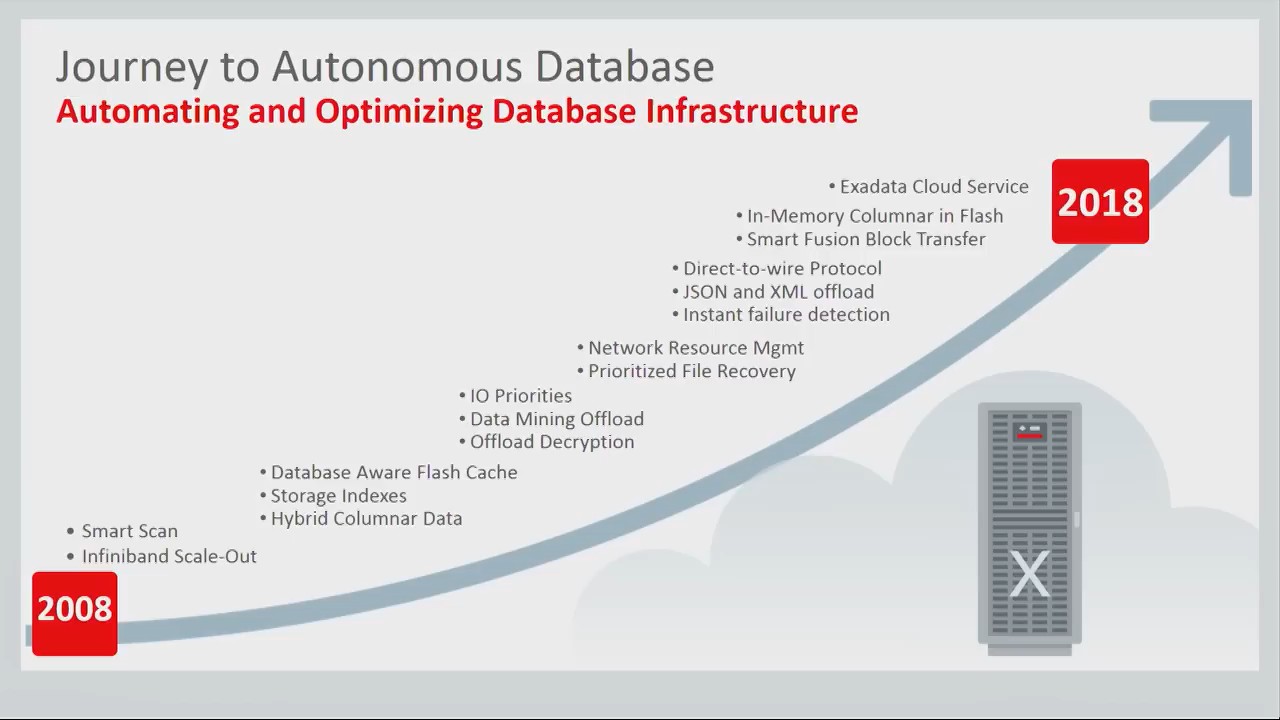 Journey to Autonomous Database
Automating and Optimizing Database Infrastructure
• Exadata Cloud Service
2018
• In-Memory Columnar in Flash
• Smart Fusion Block Transfer
• Direct-to-wire Protocol
• JSON and XML offload
• Instant failure detection
• Network Resource Mgmt
• Prioritized File Recovery
• IO Priorities
• Data Mining Offload
• Offload Decryption
• Database Aware Flash Cache
• Storage Indexes
• Hybrid Columnar Data
• Smart Scan
• Infiniband Scale-Out
2008
X